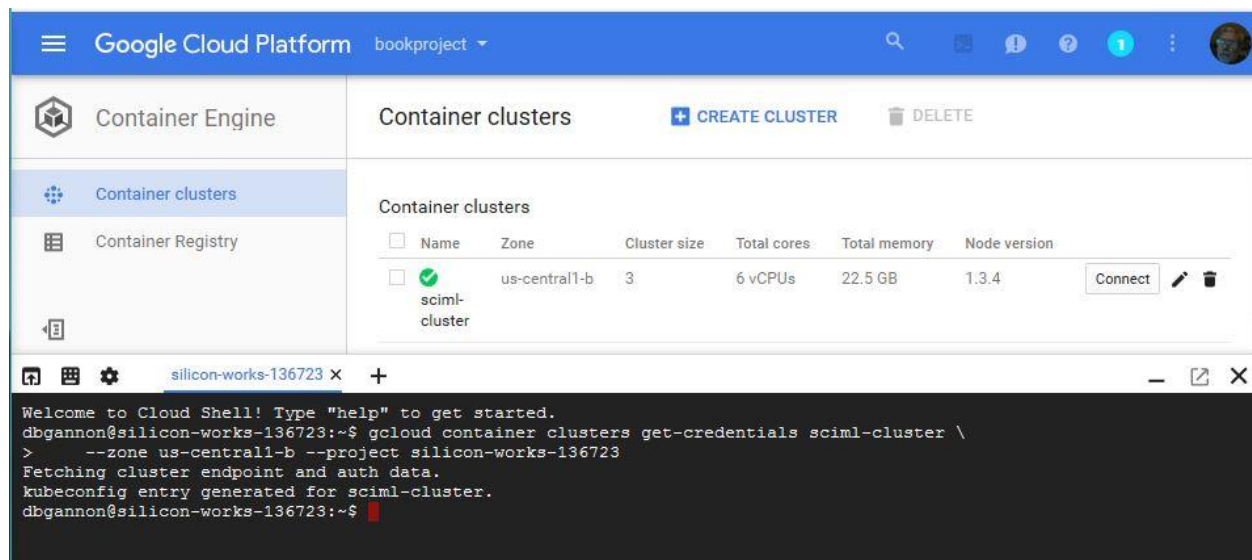 Google Cloud Platform bookproject
1
Container Engine
Container clusters
CREATE CLUSTER
DELETE
Container clusters
Container Registry
Container clusters
Name Zone Cluster size Total cores Total memory Node version
sciml-cluster us-central1-b 3 6 vCPUs 22.5 GB 1.3.4 Connect
silicon-works-136723
Welcome to Cloud Shell! Type "help" to get started.
dbgannon@silicon-works-136723:~$ gcloud container clusters get-credentials sciml-cluster \
>     --zone us-central1-b --project silicon-works-136723
Fetching cluster endpoint and auth data.
kubeconfig entry generated for sciml-cluster.
dbgannon@silicon-works-136723:~$